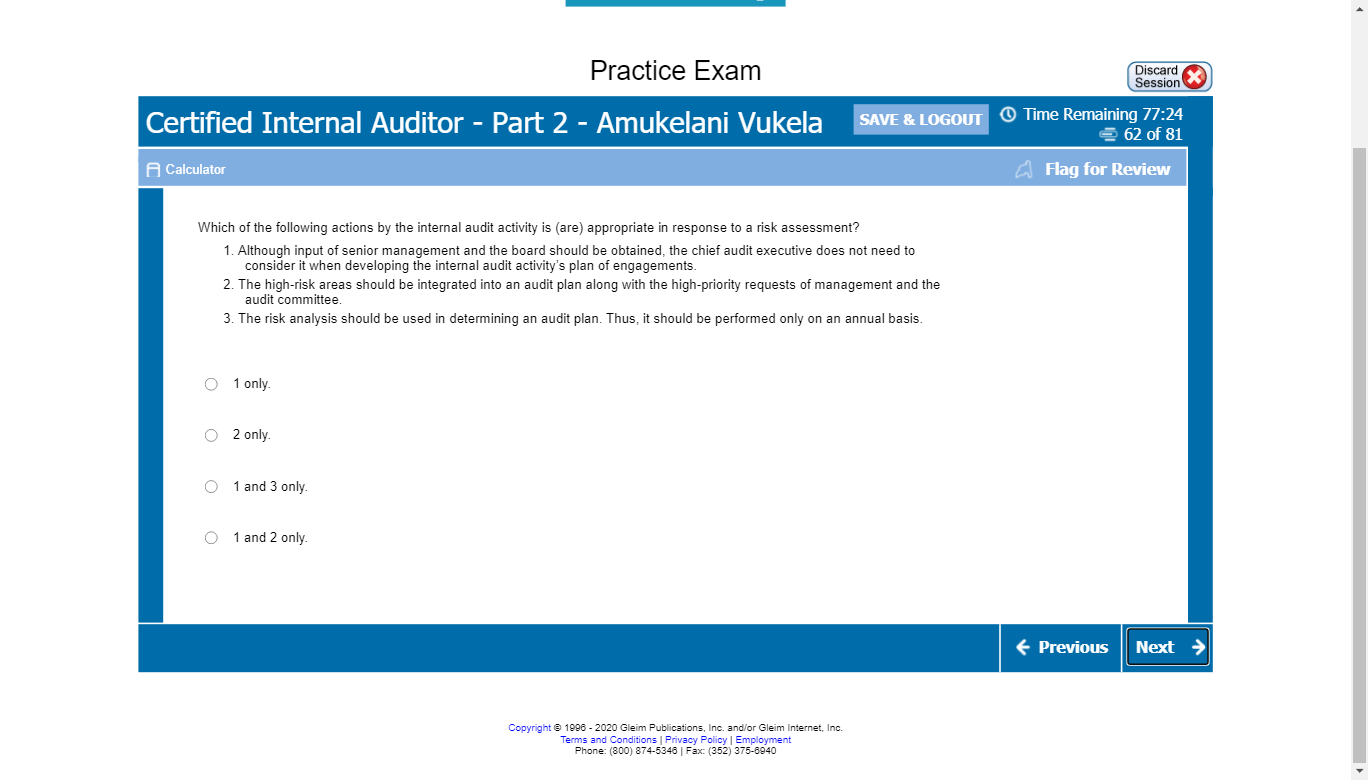 Practice Exam
Discard
Session
Certified Internal Auditor - Part 2 - Amukelani Vukela
SAVE & LOGOUT
Time Remaining 77:24
62 of 81
Calculator
Flag for Review
Which of the following actions by the internal audit activity is (are) appropriate in response to a risk assessment?
1. Although input of senior management and the board should be obtained, the chief audit executive does not need to
consider it when developing the internal audit activity's plan of engagements.
2. The high-risk areas should be integrated into an audit plan along with the high-priority requests of management and the
audit committee.
3. The risk analysis should be used in determining an audit plan. Thus, it should be performed only on an annual basis.
1 only.
2 only.
1 and 3 only.
1 and 2 only.
Previous
Next
Copyright © 1996 - 2020 Gleim Publications, Inc. and/or Gleim Internet, Inc.
Terms and Conditions | Privacy Policy | Employment
Phone: (800) 874-5346 | Fax: (352) 375-6940